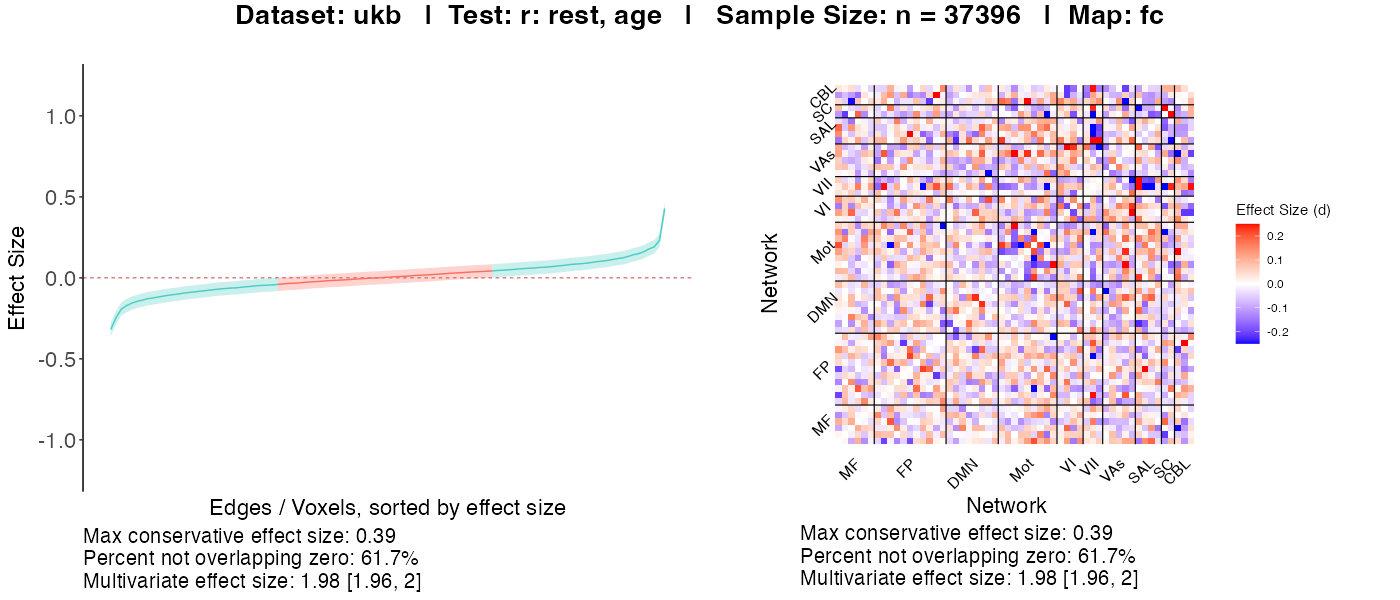 Dataset: ukb | Test: r: rest, age | Sample Size: n = 37396 | Map: fc
Effect Size
1.0
0.5
0.0
-0.5
-1.0
Edges / Voxels, sorted by effect size
Max conservative effect size: 0.39
Percent not overlapping zero: 61.7%
Multivariate effect size: 1.98 [1.96, 2]
Network
CBL
SC
SAL
VAs
VII
VI
Mot
DMN
FP
MF
MF
FP
DMN
Mot
VI
VII
VAs
SAL
SC
CBL
Network
Max conservative effect size: 0.39
Percent not overlapping zero: 61.7%
Multivariate effect size: 1.98 [1.96, 2]
Effect Size (d)
0.2
0.1
0.0
-0.1
-0.2